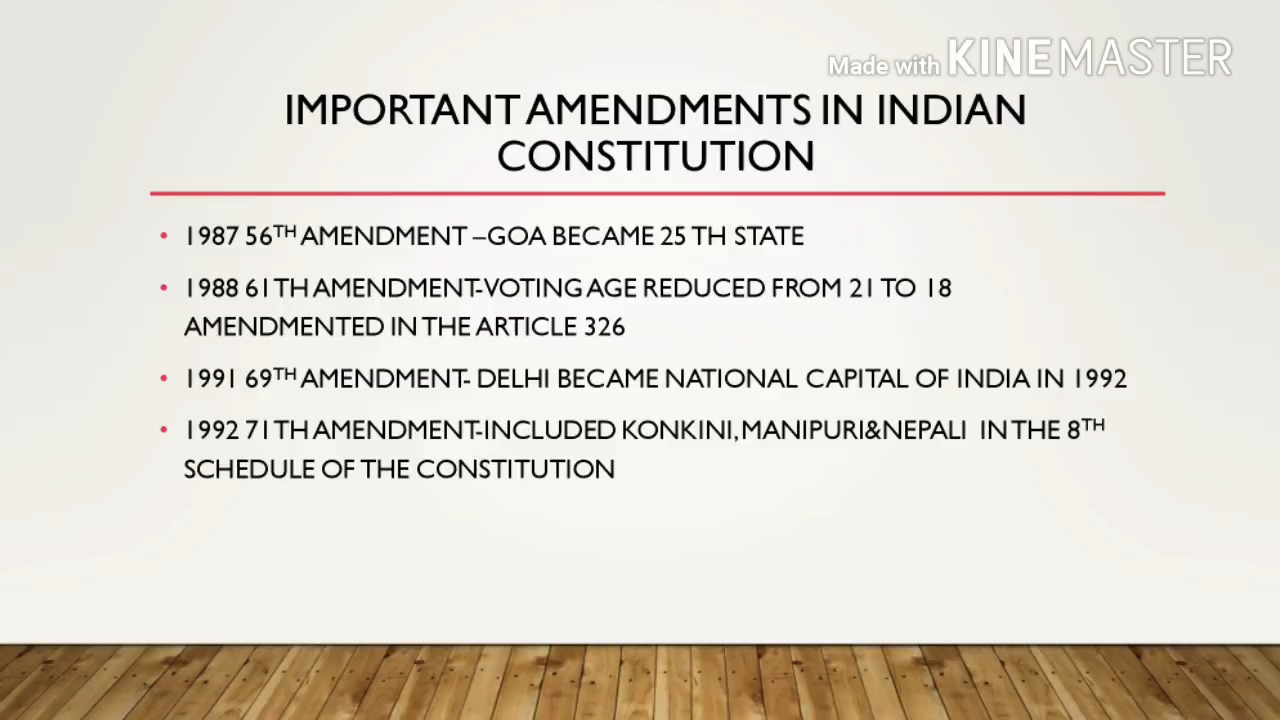 Made with KINEMASTER
IMPORTANT AMENDMENTS IN INDIAN
CONSTITUTION
• 1987 56TH AMENDMENT –GOA BECAME 25 TH STATE
• 1988 61TH AMENDMENT-VOTING AGE REDUCED FROM 21 TO 18
AMENDMENTED IN THE ARTICLE 326
• 1991 69TH AMENDMENT- DELHI BECAME NATIONAL CAPITAL OF INDIA IN 1992
• 1992 71TH AMENDMENT-INCLUDED KONKINI,MANIPURI&NEPALI IN THE 8TH
SCHEDULE OF THE CONSTITUTION